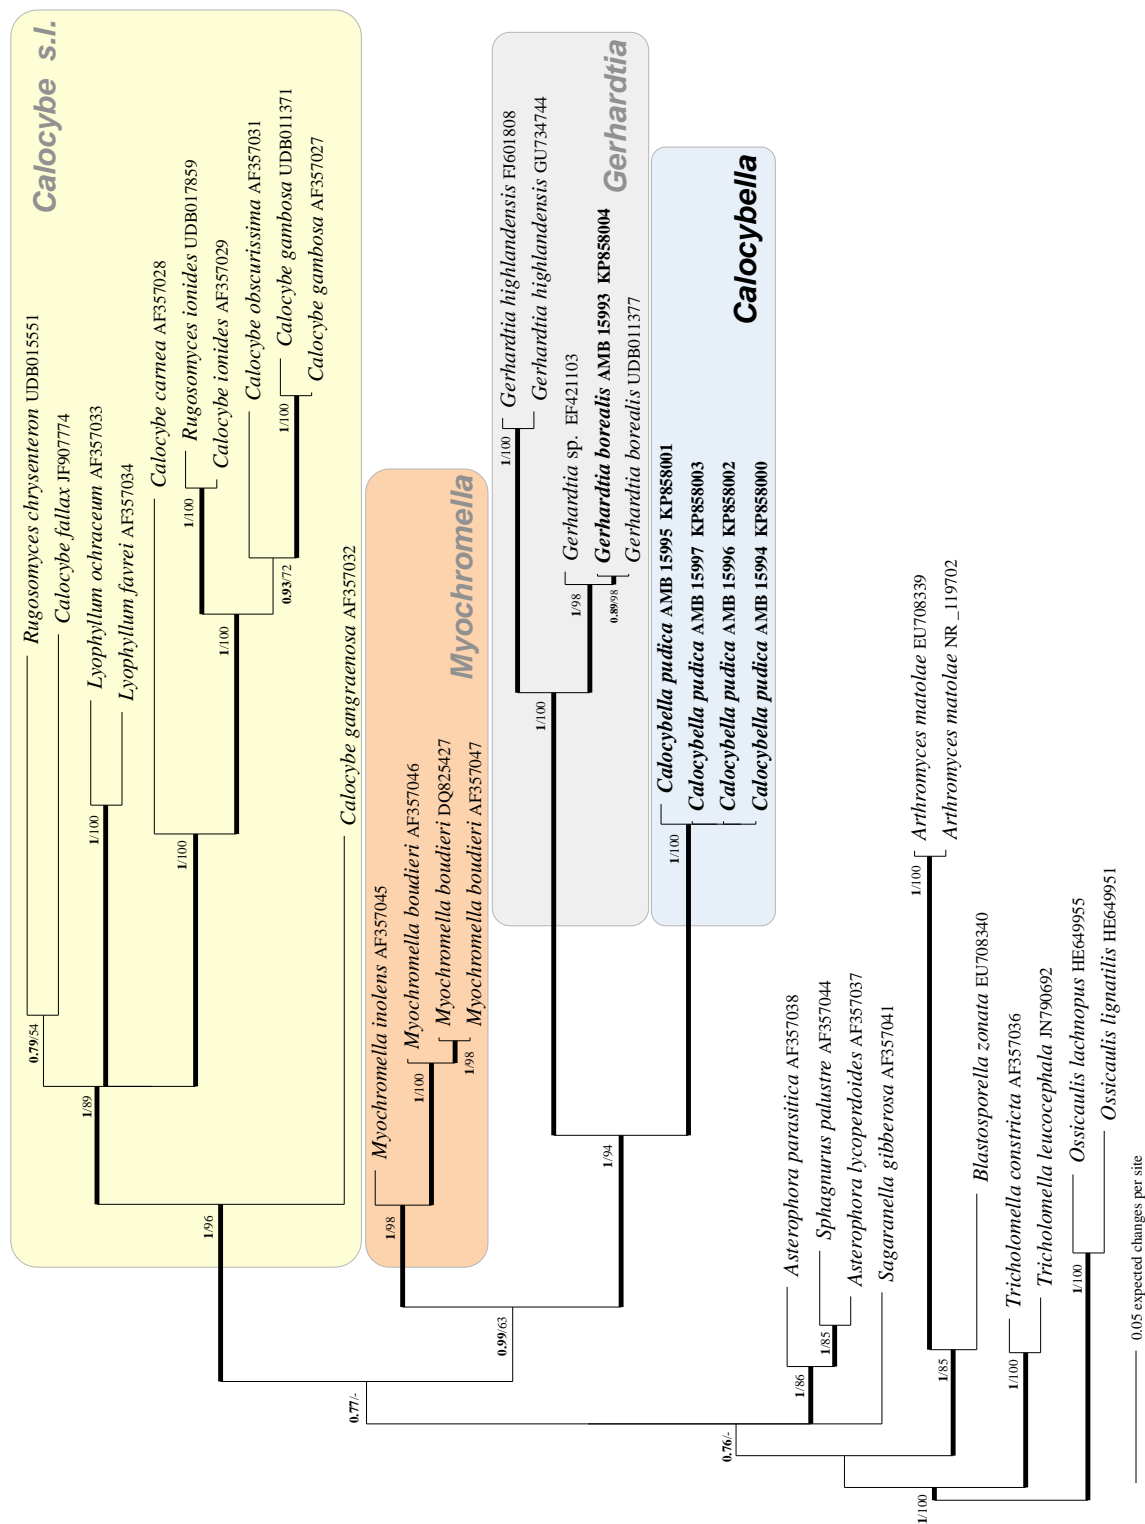 Calocybe s.l.
Rugosomyces chrysenteron UDB015551
Calocybe fallax JF907774
0.79/54
Lyophyllum ochraceum AF357033
Lyophyllum favrei AF357034
1/100
1/89
Calocybe carnea AF357028
Rugosomyces ionides UDB017859
Calocybe ionides AF357029
1/100
Calocybe obscurissima AF357031
Calocybe gambosa UDB011371
Calocybe gambosa AF357027
1/100
0.93/72
1/100
1/100
Calocybe gangraenosa AF357032
1/96
Myochromella
Myochromella inolens AF357045
Myochromella boudieri AF357046
Myochromella boudieri DQ825427
Myochromella boudieri AF357047
1/98
1/100
1/98
0.99/63
0.77/-
Gerhardtia
Gerhardtia highlandensis FJ601808
Gerhardtia highlandensis GU734744
1/100
Gerhardtia sp. EF421103
Gerhardtia borealis AMB 15993 KP858004
Gerhardtia borealis UDB011377
1/98
0.89/98
1/100
1/94
Calocybella
Calocybella pudica AMB 15995 KP858001
Calocybella pudica AMB 15997 KP858003
Calocybella pudica AMB 15996 KP858002
Calocybella pudica AMB 15994 KP858000
1/100
Asterophora parasitica AF357038
Sphagnurus palustre AF357044
Asterophora lycoperdoides AF357037
Sagaranella gibberosa AF357041
1/86
1/85
0.76/-
Arthromyces matolae EU708339
Arthromyces matolae NR _119702
1/100
Blastosporella zonata EU708340
1/85
Tricholomella constricta AF357036
Tricholomella leucocephala JN790692
1/100
Ossicaulis lachnopus HE649955
Ossicaulis lignatilis HE649951
1/100
1/100
0.05 expected changes per site